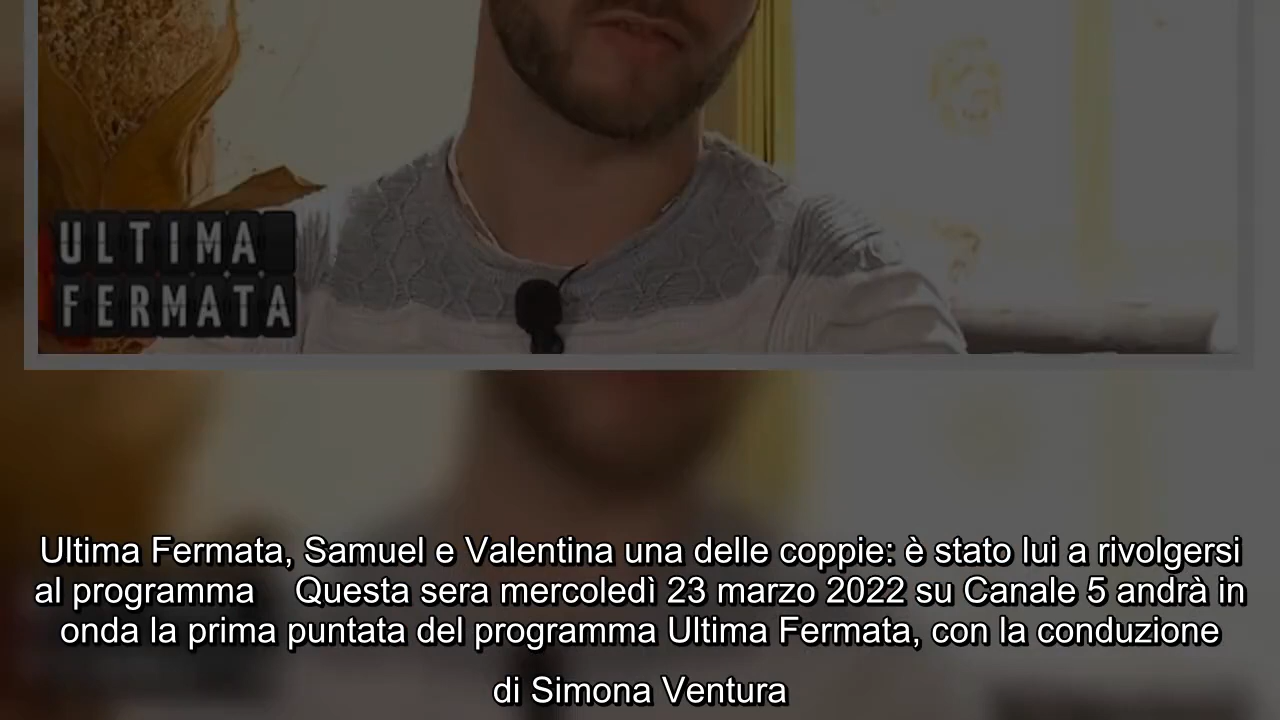 ULTIMA
FERMATA
Ultima Fermata, Samuel e Valentina una delle coppie: è stato lui a rivolgersi
al programma    Questa sera mercoledì 23 marzo 2022 su Canale 5 andrà in
onda la prima puntata del programma Ultima Fermata, con la conduzione
di Simona Ventura